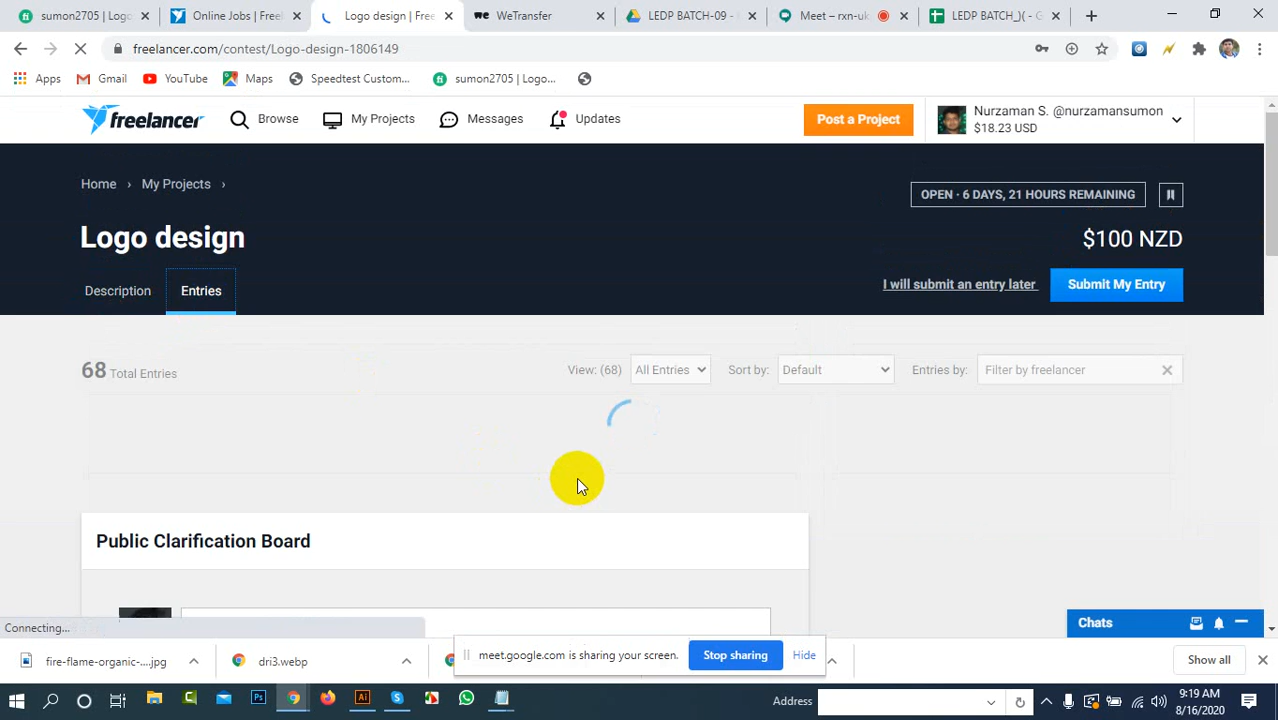 sumon2705 | Logo design
Online Jobs | Freel
Logo design | Free
WeTransfer
LEDP BATCH-09 -
Meet – rxn-uk
LEDP BATCH_)( - G
freelancer.com/contest/Logo-design-1806149
Apps
Gmail
YouTube
Maps
Speedtest Custom...
sumon2705 | Logo...
freelancer
Browse
My Projects
Messages
Updates
Post a Project
Nurzaman S. @nurzamansumon
$18.23 USD
Home › My Projects ›
OPEN · 6 DAYS, 21 HOURS REMAINING
Logo design
$100 NZD
Description
Entries
I will submit an entry later
Submit My Entry
68 Total Entries
View: (68)
All Entries
Sort by:
Default
Entries by:
Filter by freelancer
Public Clarification Board
Chats
Connecting...
fire-flame-organic-....jpg
dri3.webp
meet.google.com is sharing your screen.
Stop sharing
Hide
Show all
Address
9:19 AM
8/16/2020